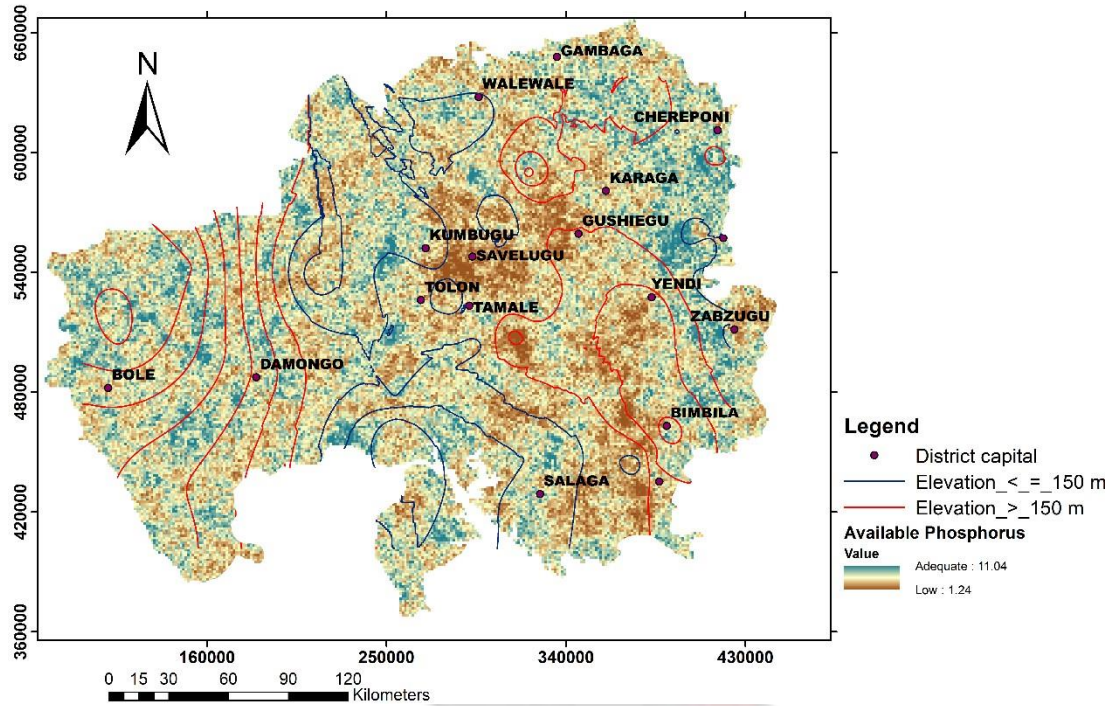 660000
600000
540000
480000
420000
360000
N
GAMBAGA
WALEWALE
CHEREPONI
KARAGA
GUSHIEGU
KUMBUGU
SAVELUGU
TOLON
TAMALE
YENDI
ZABZUGU
BOLE
DAMONGO
BIMBILA
SALAGA
160000 250000 340000 430000
0 15 30 60 90 120
Kilometers
Legend
District capital
Elevation_<_=_150 m
Elevation_>_150 m
Available Phosphorus
Value
Adequate : 11.04
Low : 1.24